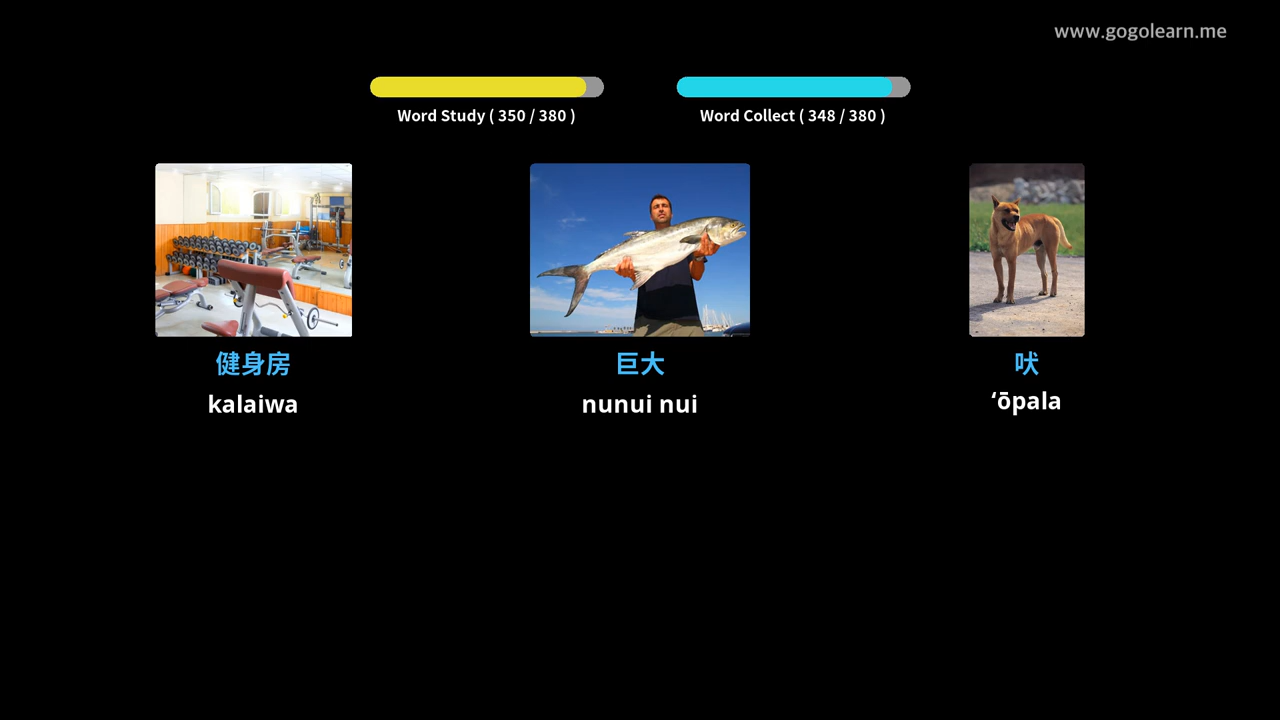 www.gogolearn.me
Word Study ( 350 / 380 )
Word Collect ( 348 / 380 )
健身房
巨大
吠
kalaiwa
nunui nui
ʻōpala